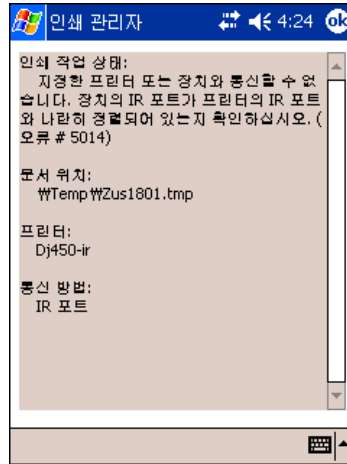 인쇄 관리자 4:24 ok
인쇄 작업 상태:
지정한 프린터 또는 장치와 통신할 수 없
습니다. 장치의 IR 포트가 프린터의 IR 포트
와 나란히 정렬되어 있는지 확인하십시오. (
오류 # 5014)
문서 위치:
₩Temp₩Zus1801.tmp
프린터:
Dj450-ir
통신 방법:
IR 포트